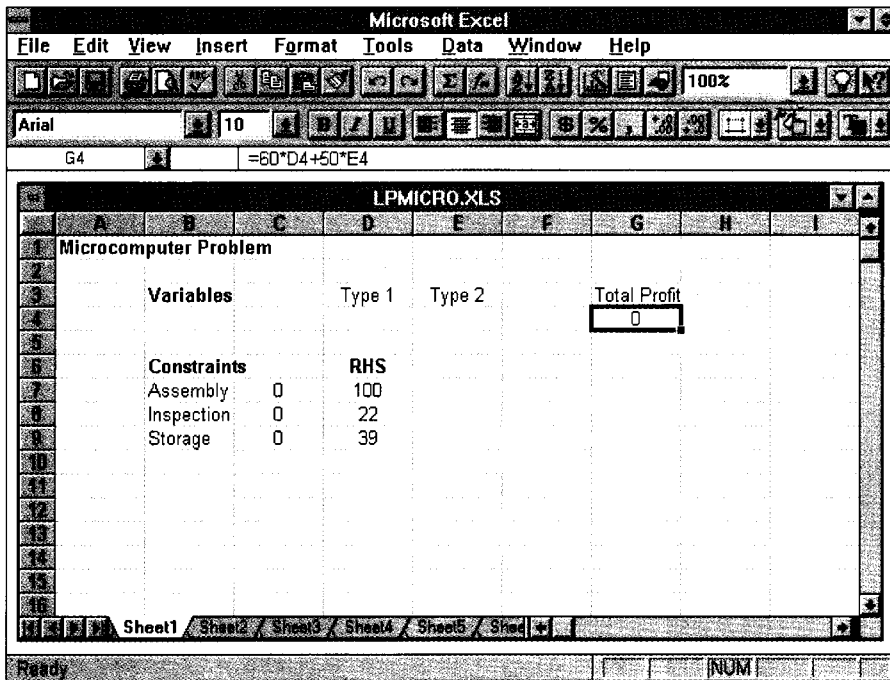 Microsoft Excel
File Edit View Insert Format Tools Data Window Help
100%
Arial 10 B I U $ % ,
G4 =60*D4+50*E4
LPMICRO.XLS
A B C D E F G H I
1 Microcomputer Problem
2
3 Variables Type 1 Type 2 Total Profit
4 0
5
6 Constraints RHS
7 Assembly 0 100
8 Inspection 0 22
9 Storage 0 39
10
11
12
13
14
15
16
Sheet1 Sheet2 Sheet3 Sheet4 Sheet5 Shee
Ready NUM